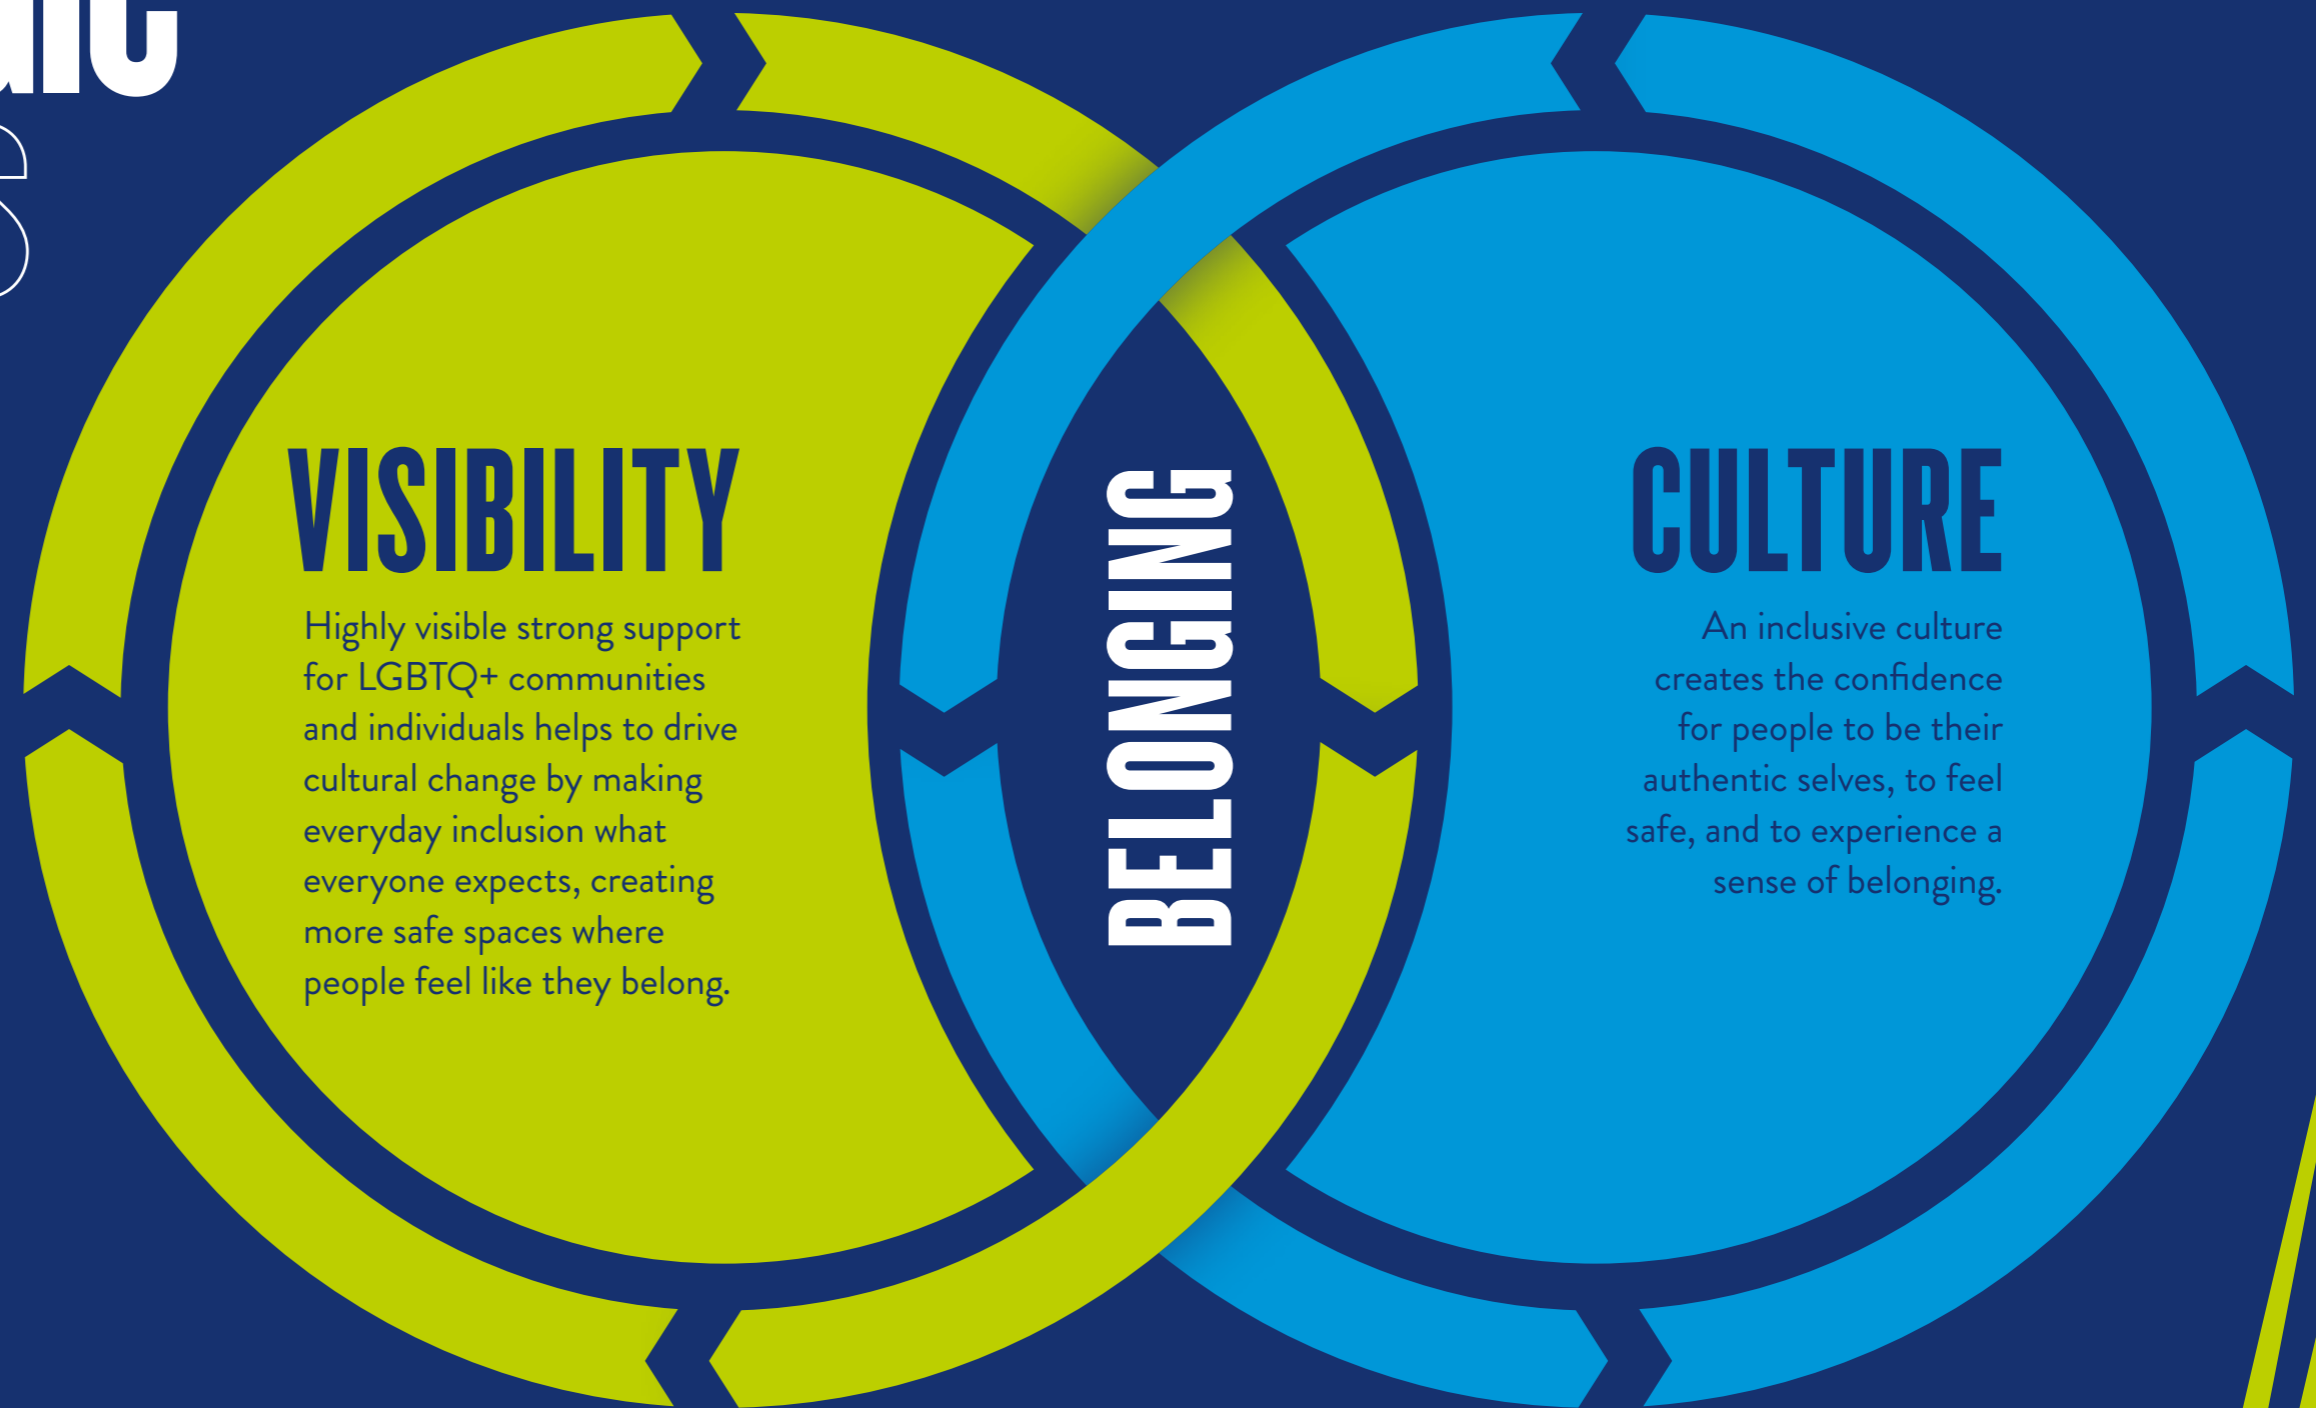 VISIBILITY
Highly visible strong support
for LGBTQ+ communities
and individuals helps to drive
cultural change by making
everyday inclusion what
everyone expects, creating
more safe spaces where
people feel like they belong.
BELONGING
CULTURE
An inclusive culture
creates the confidence
for people to be their
authentic selves, to feel
safe, and to experience a
sense of belonging.